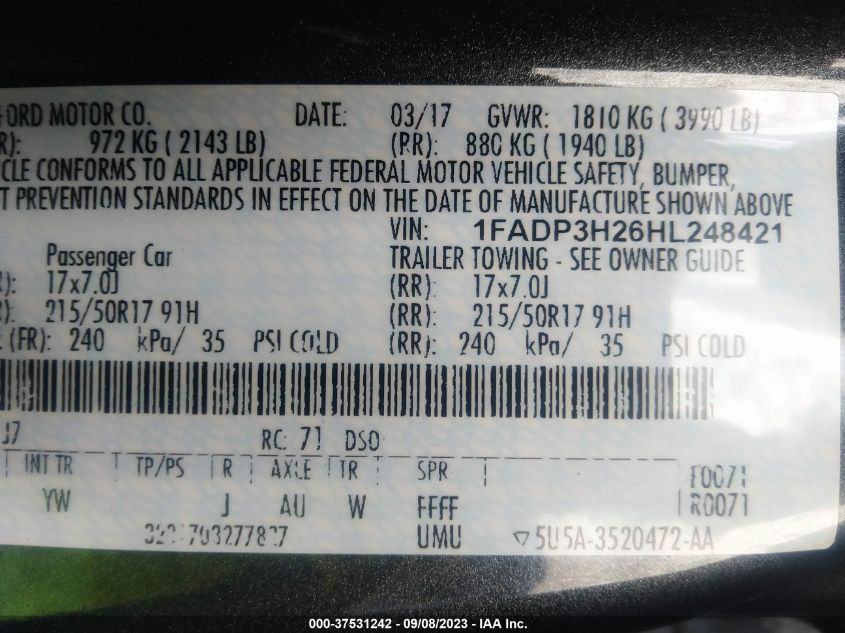 FORD MOTOR CO. DATE: 03/17 GVWR: 1810 KG ( 3990 LB)
R): 972 KG ( 2143 LB) (RR): 880 KG ( 1940 LB)
CLE CONFORMS TO ALL APPLICABLE FEDERAL MOTOR VEHICLE SAFETY, BUMPER,
T PREVENTION STANDARDS IN EFFECT ON THE DATE OF MANUFACTURE SHOWN ABOVE
VIN: 1FADP3H26HL248421
Passenger Car TRAILER TOWING - SEE OWNER GUIDE
R): 17x7.0J (RR): 17x7.0J
R): 215/50R17 91H (RR): 215/50R17 91H
(FR): 240 kPa/ 35 PSI COLD (RR): 240 kPa/ 35 PSI COLD
J7 RC: 71 DSO
INT TR TP/PS R AXLE TR SPR F0071
YW J AU W FFFF R0071
UMU ▽5U5A-3520472-AA
000-37531242 - 09/08/2023 - IAA Inc.